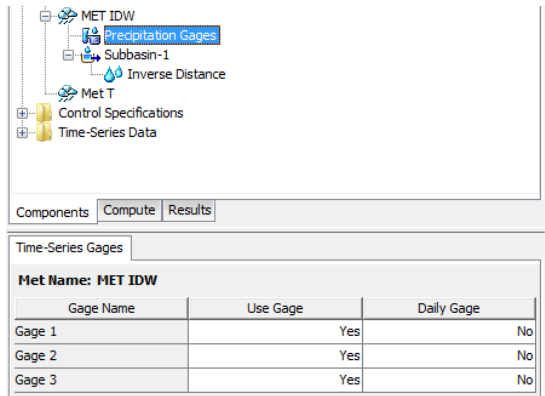 MET IDW
Precipitation Gages
Subbasin-1
Inverse Distance
Met T
Control Specifications
Time-Series Data
Components Compute Results
Time-Series Gages
Met Name: MET IDW
Gage Name Use Gage Daily Gage
Gage 1 Yes No
Gage 2 Yes No
Gage 3 Yes No